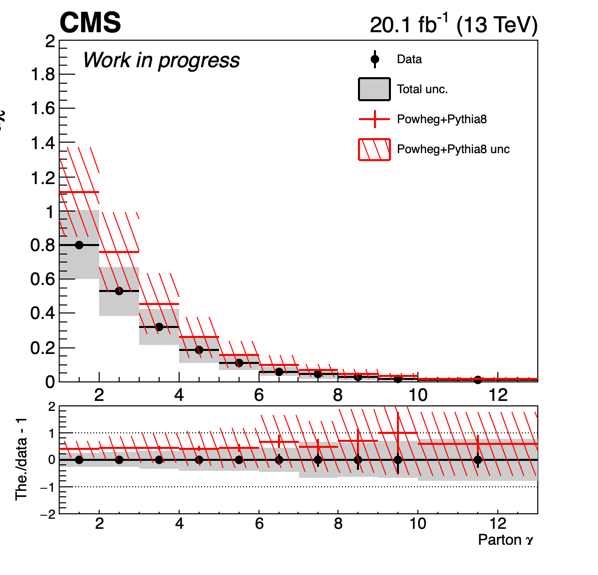 CMS 20.1 fb⁻¹ (13 TeV)
Work in progress
Data
Total unc.
Powheg+Pythia8
Powheg+Pythia8 unc
2
1.8
1.6
1.4
1.2
1
0.8
0.6
0.4
0.2
0
2 4 6 8 10 12
2
1
0
−1
−2
The./data - 1
2 4 6 8 10 12
Parton γ